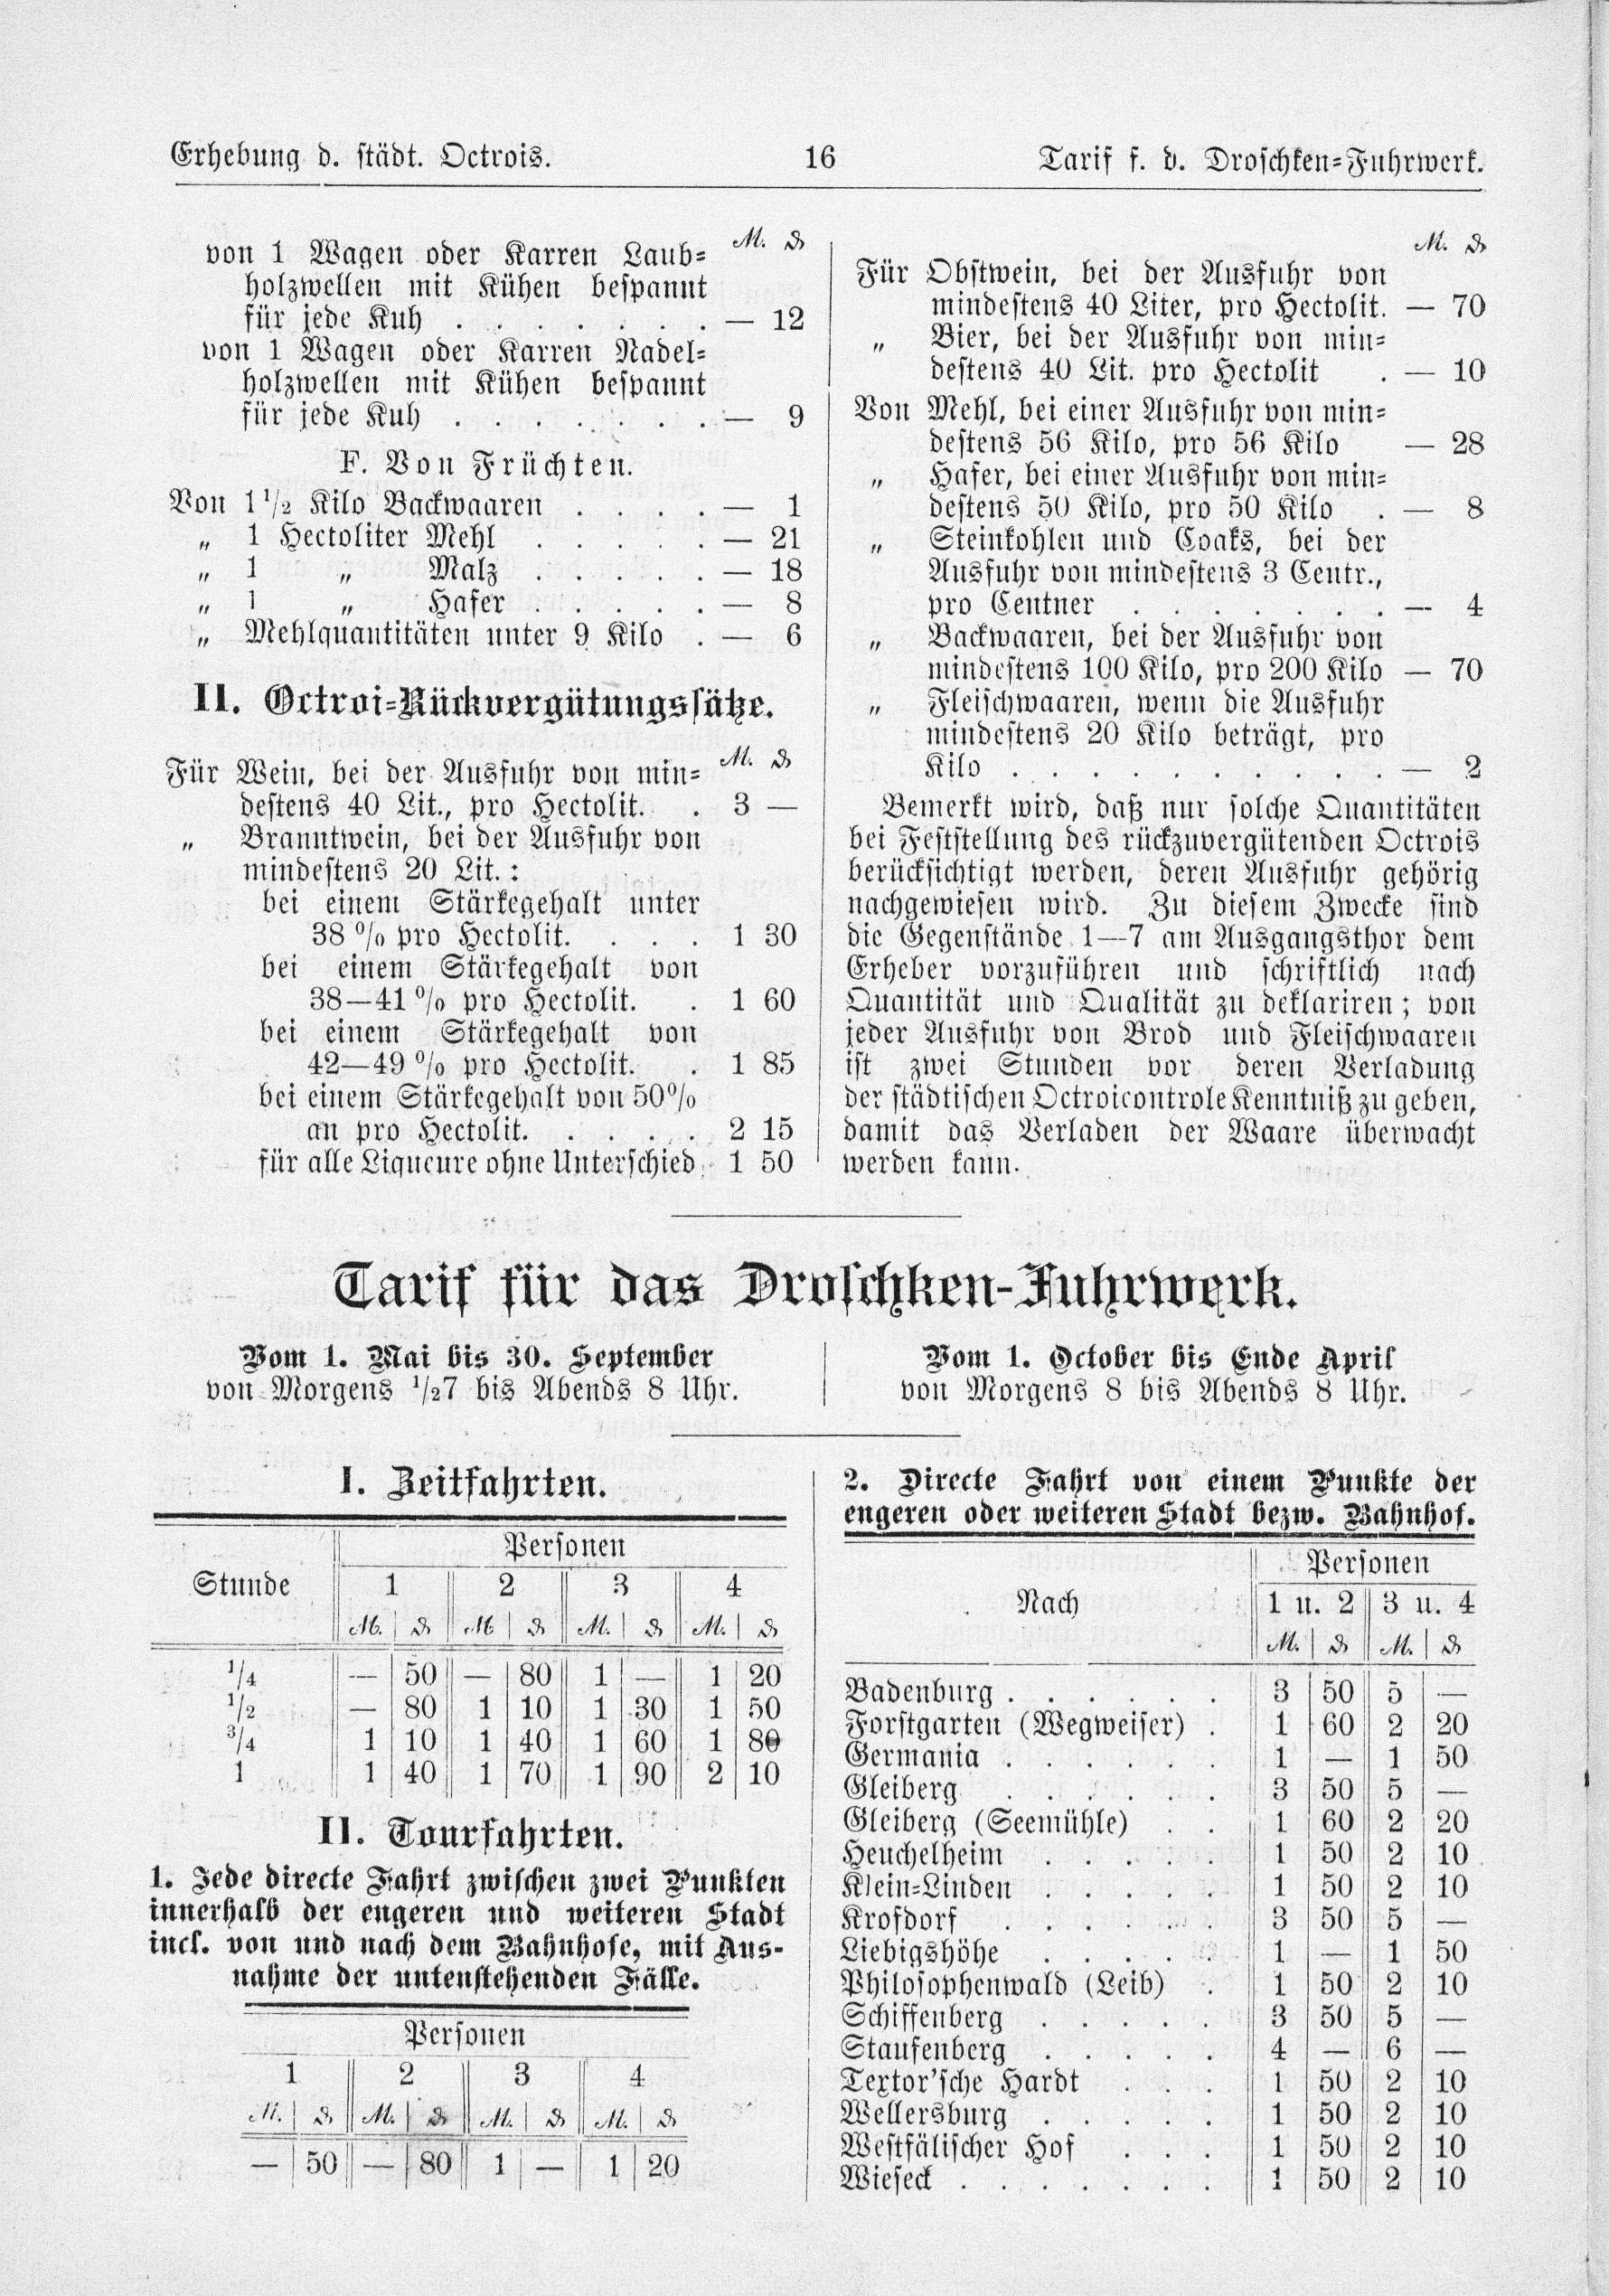 Erhebung d. städt. Octrois. 16 Tarif f. d. Droschken-Fuhrwerk.
M. ₰
von 1 Wagen oder Karren Laub-
holzwellen mit Kühen bespannt
für jede Kuh . . . . . . . — 12
von 1 Wagen oder Karren Nadel-
holzwellen mit Kühen bespannt
für jede Kuh . . . . . . . — 9
F. Von Früchten.
Von 1 1/2 Kilo Backwaaren . . . . — 1
„ 1 Hectoliter Mehl . . . . . — 21
„ 1 „ Malz . . . . . — 18
„ 1 „ Hafer . . . . . — 8
„ Mehlquantitäten unter 9 Kilo . — 6
II. Octroi-Rückvergütungssätze.
M. ₰
Für Wein, bei der Ausfuhr von min-
destens 40 Lit., pro Hectolit. . 3 —
„ Branntwein, bei der Ausfuhr von
mindestens 20 Lit.:
bei einem Stärkegehalt unter
38 % pro Hectolit. . . . 1 30
bei einem Stärkegehalt von
38—41 % pro Hectolit. . 1 60
bei einem Stärkegehalt von
42—49 % pro Hectolit. . 1 85
bei einem Stärkegehalt von 50%
an pro Hectolit. . . . . 2 15
für alle Liqueure ohne Unterschied . 1 50
M. ₰
Für Obstwein, bei der Ausfuhr von
mindestens 40 Liter, pro Hectolit. — 70
„ Bier, bei der Ausfuhr von min-
destens 40 Lit. pro Hectolit . — 10
Von Mehl, bei einer Ausfuhr von min-
destens 56 Kilo, pro 56 Kilo — 28
„ Hafer, bei einer Ausfuhr von min-
destens 50 Kilo, pro 50 Kilo . — 8
„ Steinkohlen und Coaks, bei der
Ausfuhr von mindestens 3 Centr.,
pro Centner . . . . . . . — 4
„ Backwaaren, bei der Ausfuhr von
mindestens 100 Kilo, pro 200 Kilo — 70
„ Fleischwaaren, wenn die Ausfuhr
mindestens 20 Kilo beträgt, pro
Kilo . . . . . . . . . . — 2
Bemerkt wird, daß nur solche Quantitäten
bei Feststellung des rückzuvergütenden Octrois
berücksichtigt werden, deren Ausfuhr gehörig
nachgewiesen wird. Zu diesem Zwecke sind
die Gegenstände 1—7 am Ausgangsthor dem
Erheber vorzuführen und schriftlich nach
Quantität und Qualität zu deklariren; von
jeder Ausfuhr von Brod und Fleischwaaren
ist zwei Stunden vor deren Verladung
der städtischen Octroicontrole Kenntniß zu geben,
damit das Verladen der Waare überwacht
werden kann.
Tarif für das Droschken-Fuhrwerk.
Vom 1. Mai bis 30. September
von Morgens 1/2 7 bis Abends 8 Uhr.
Vom 1. October bis Ende April
von Morgens 8 bis Abends 8 Uhr.
I. Zeitfahrten.
Personen
Stunde 1 2 3 4
M. ₰ M. ₰ M. ₰ M. ₰
1/4 — 50 — 80 1 — 1 20
1/2 — 80 1 10 1 30 1 50
3/4 1 10 1 40 1 60 1 80
1 1 40 1 70 1 90 2 10
II. Tourfahrten.
1. Jede directe Fahrt zwischen zwei Punkten
innerhalb der engeren und weiteren Stadt
incl. von und nach dem Bahnhofe, mit Aus-
nahme der untenstehenden Fälle.
Personen
1 2 3 4
M. ₰ M. ₰ M. ₰ M. ₰
— 50 — 80 1 — 1 20
2. Directe Fahrt von einem Punkte der
engeren oder weiteren Stadt bezw. Bahnhof.
Personen
Nach 1 u. 2 3 u. 4
M. ₰ M. ₰
Badenburg . . . . . . 3 50 5 —
Forstgarten (Wegweiser) . 1 60 2 20
Germania . . . . . . 1 — 1 50
Gleiberg . . . . . . 3 50 5 —
Gleiberg (Seemühle) . . 1 60 2 20
Heuchelheim . . . . . 1 50 2 10
Klein-Linden . . . . . 1 50 2 10
Krofdorf . . . . . . 3 50 5 —
Liebigshöhe . . . . . 1 — 1 50
Philosophenwald (Leib) . 1 50 2 10
Schiffenberg . . . . . 3 50 5 —
Staufenberg . . . . . 4 — 6 —
Textor'sche Hardt . . . 1 50 2 10
Wellersburg . . . . . 1 50 2 10
Westfälischer Hof . . . 1 50 2 10
Wieseck . . . . . . . 1 50 2 10